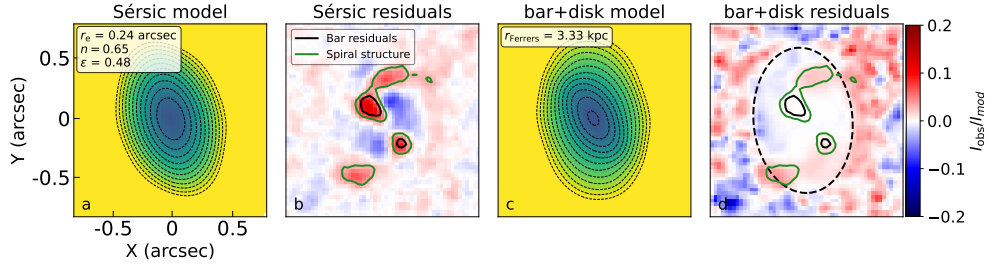 Sérsic model
Sérsic residuals
bar+disk model
bar+disk residuals
rₑ = 0.24 arcsec
n = 0.65
ε = 0.48
Bar residuals
Spiral structure
r_Ferrers = 3.33 kpc
Y (arcsec)
0.5
0
-0.5
a
b
c
d
-0.5
0
0.5
X (arcsec)
0.2
0.1
0.0
−0.1
−0.2
I_obs/I_mod